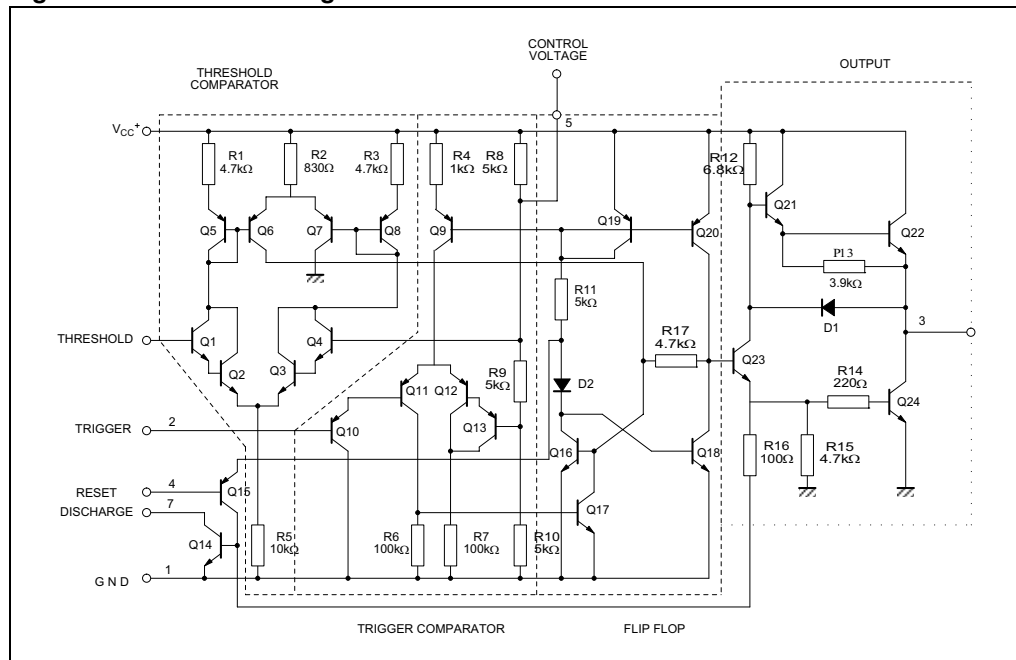 CONTROL
VOLTAGE
OUTPUT
THRESHOLD
COMPARATOR
5
VCC+
R1
4.7kΩ
R2
830Ω
R3
4.7kΩ
R4
1kΩ
R8
5kΩ
R12
6.8kΩ
Q21
Q5
Q6
Q7
Q8
Q9
Q19
Q20
Q22
P13
3.9kΩ
R11
5kΩ
D1
3
THRESHOLD
Q1
Q4
R17
4.7kΩ
Q2
Q3
Q23
R9
5kΩ
D2
R14
220Ω
Q11
Q12
Q24
TRIGGER
2
Q10
Q13
Q16
Q18
R16
100Ω
R15
4.7kΩ
RESET
4
Q15
DISCHARGE
7
Q17
Q14
R5
10kΩ
R6
100kΩ
R7
100kΩ
R10
5kΩ
GND
1
TRIGGER COMPARATOR
FLIP FLOP